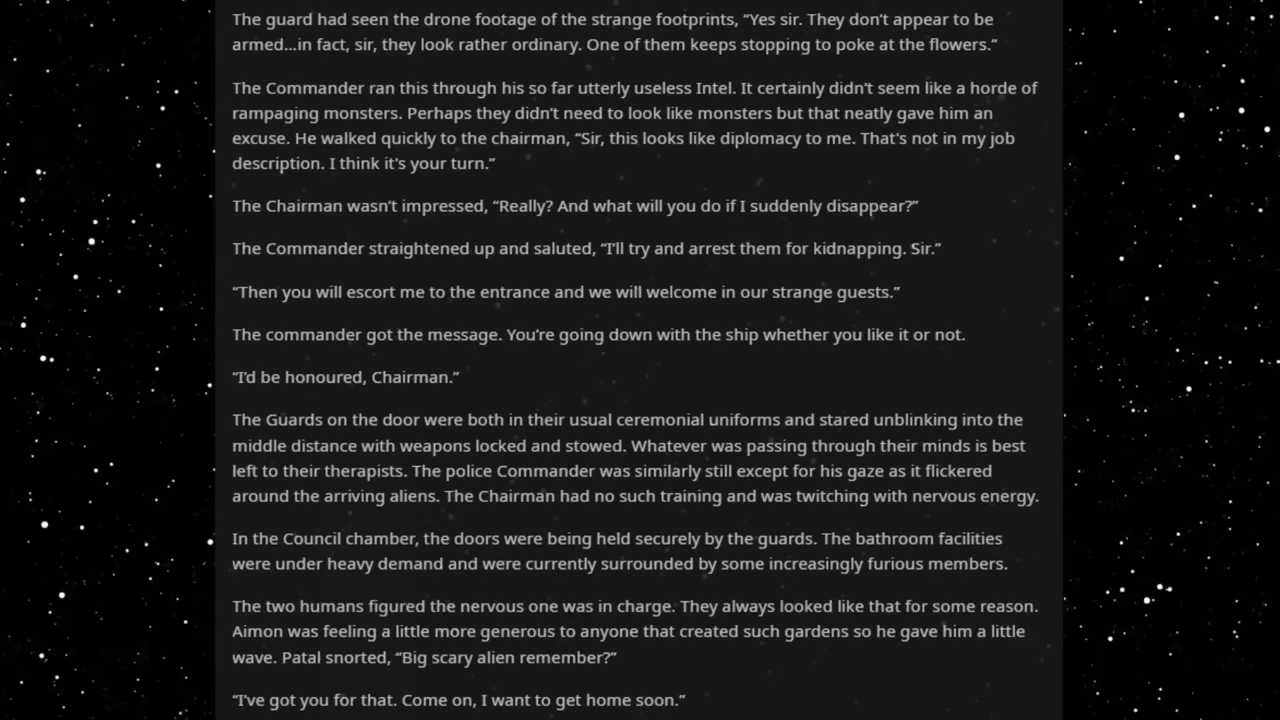 The guard had seen the drone footage of the strange footprints, “Yes sir. They don’t appear to be
armed…in fact, sir, they look rather ordinary. One of them keeps stopping to poke at the flowers.”
The Commander ran this through his so far utterly useless Intel. It certainly didn’t seem like a horde of
rampaging monsters. Perhaps they didn’t need to look like monsters but that neatly gave him an
excuse. He walked quickly to the chairman, “Sir, this looks like diplomacy to me. That's not in my job
description. I think it's your turn.”
The Chairman wasn’t impressed, “Really? And what will you do if I suddenly disappear?”
The Commander straightened up and saluted, “I’ll try and arrest them for kidnapping. Sir.”
“Then you will escort me to the entrance and we will welcome in our strange guests.”
The commander got the message. You’re going down with the ship whether you like it or not.
“I’d be honoured, Chairman.”
The Guards on the door were both in their usual ceremonial uniforms and stared unblinking into the
middle distance with weapons locked and stowed. Whatever was passing through their minds is best
left to their therapists. The police Commander was similarly still except for his gaze as it flickered
around the arriving aliens. The Chairman had no such training and was twitching with nervous energy.
In the Council chamber, the doors were being held securely by the guards. The bathroom facilities
were under heavy demand and were currently surrounded by some increasingly furious members.
The two humans figured the nervous one was in charge. They always looked like that for some reason.
Aimon was feeling a little more generous to anyone that created such gardens so he gave him a little
wave. Patal snorted, “Big scary alien remember?”
“I’ve got you for that. Come on, I want to get home soon.”